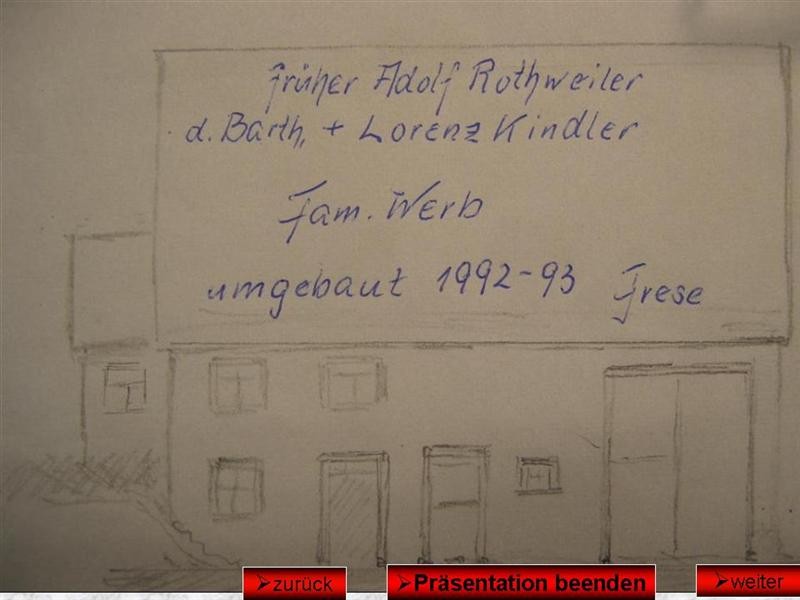 früher Adolf Rothweiler
d. Barth, + Lorenz Kindler
Fam. Werb
umgebaut 1992-93 Frese
zurück
Präsentation beenden
weiter